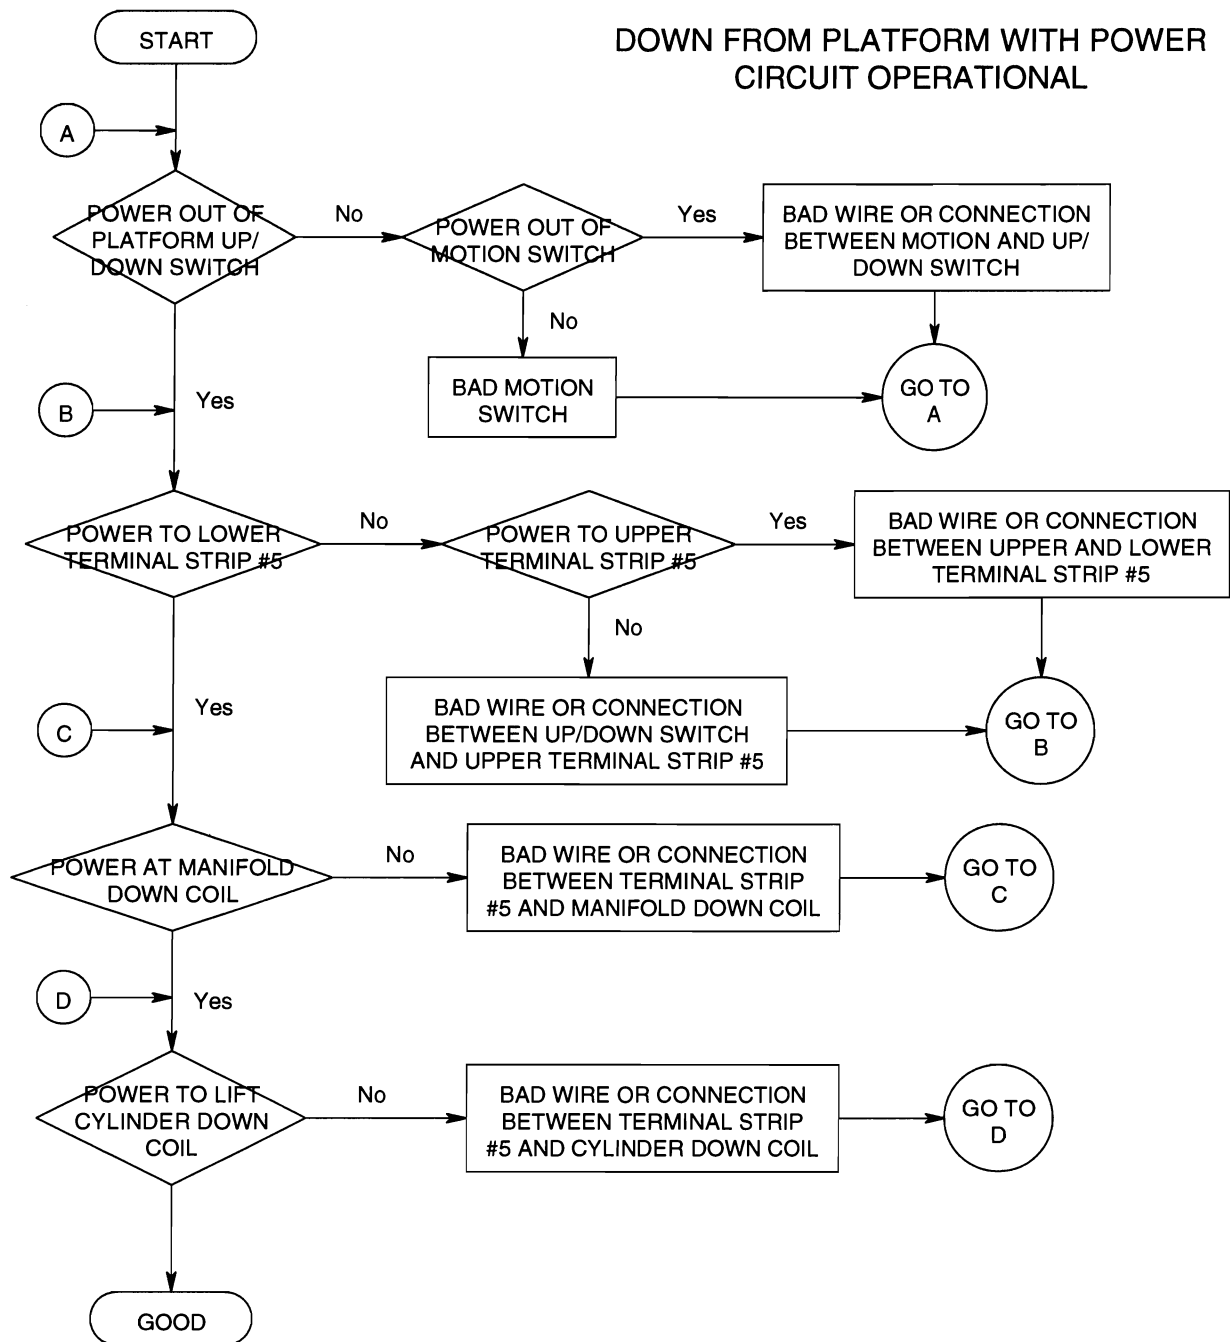 START
DOWN FROM PLATFORM WITH POWER
CIRCUIT OPERATIONAL
A
POWER OUT OF
PLATFORM UP/
DOWN SWITCH
No
POWER OUT OF
MOTION SWITCH
Yes
BAD WIRE OR CONNECTION
BETWEEN MOTION AND UP/
DOWN SWITCH
No
BAD MOTION
SWITCH
GO TO
A
B
Yes
POWER TO LOWER
TERMINAL STRIP #5
No
POWER TO UPPER
TERMINAL STRIP #5
Yes
BAD WIRE OR CONNECTION
BETWEEN UPPER AND LOWER
TERMINAL STRIP #5
No
BAD WIRE OR CONNECTION
BETWEEN UP/DOWN SWITCH
AND UPPER TERMINAL STRIP #5
GO TO
B
C
Yes
POWER AT MANIFOLD
DOWN COIL
No
BAD WIRE OR CONNECTION
BETWEEN TERMINAL STRIP
#5 AND MANIFOLD DOWN COIL
GO TO
C
D
Yes
POWER TO LIFT
CYLINDER DOWN
COIL
No
BAD WIRE OR CONNECTION
BETWEEN TERMINAL STRIP
#5 AND CYLINDER DOWN COIL
GO TO
D
GOOD